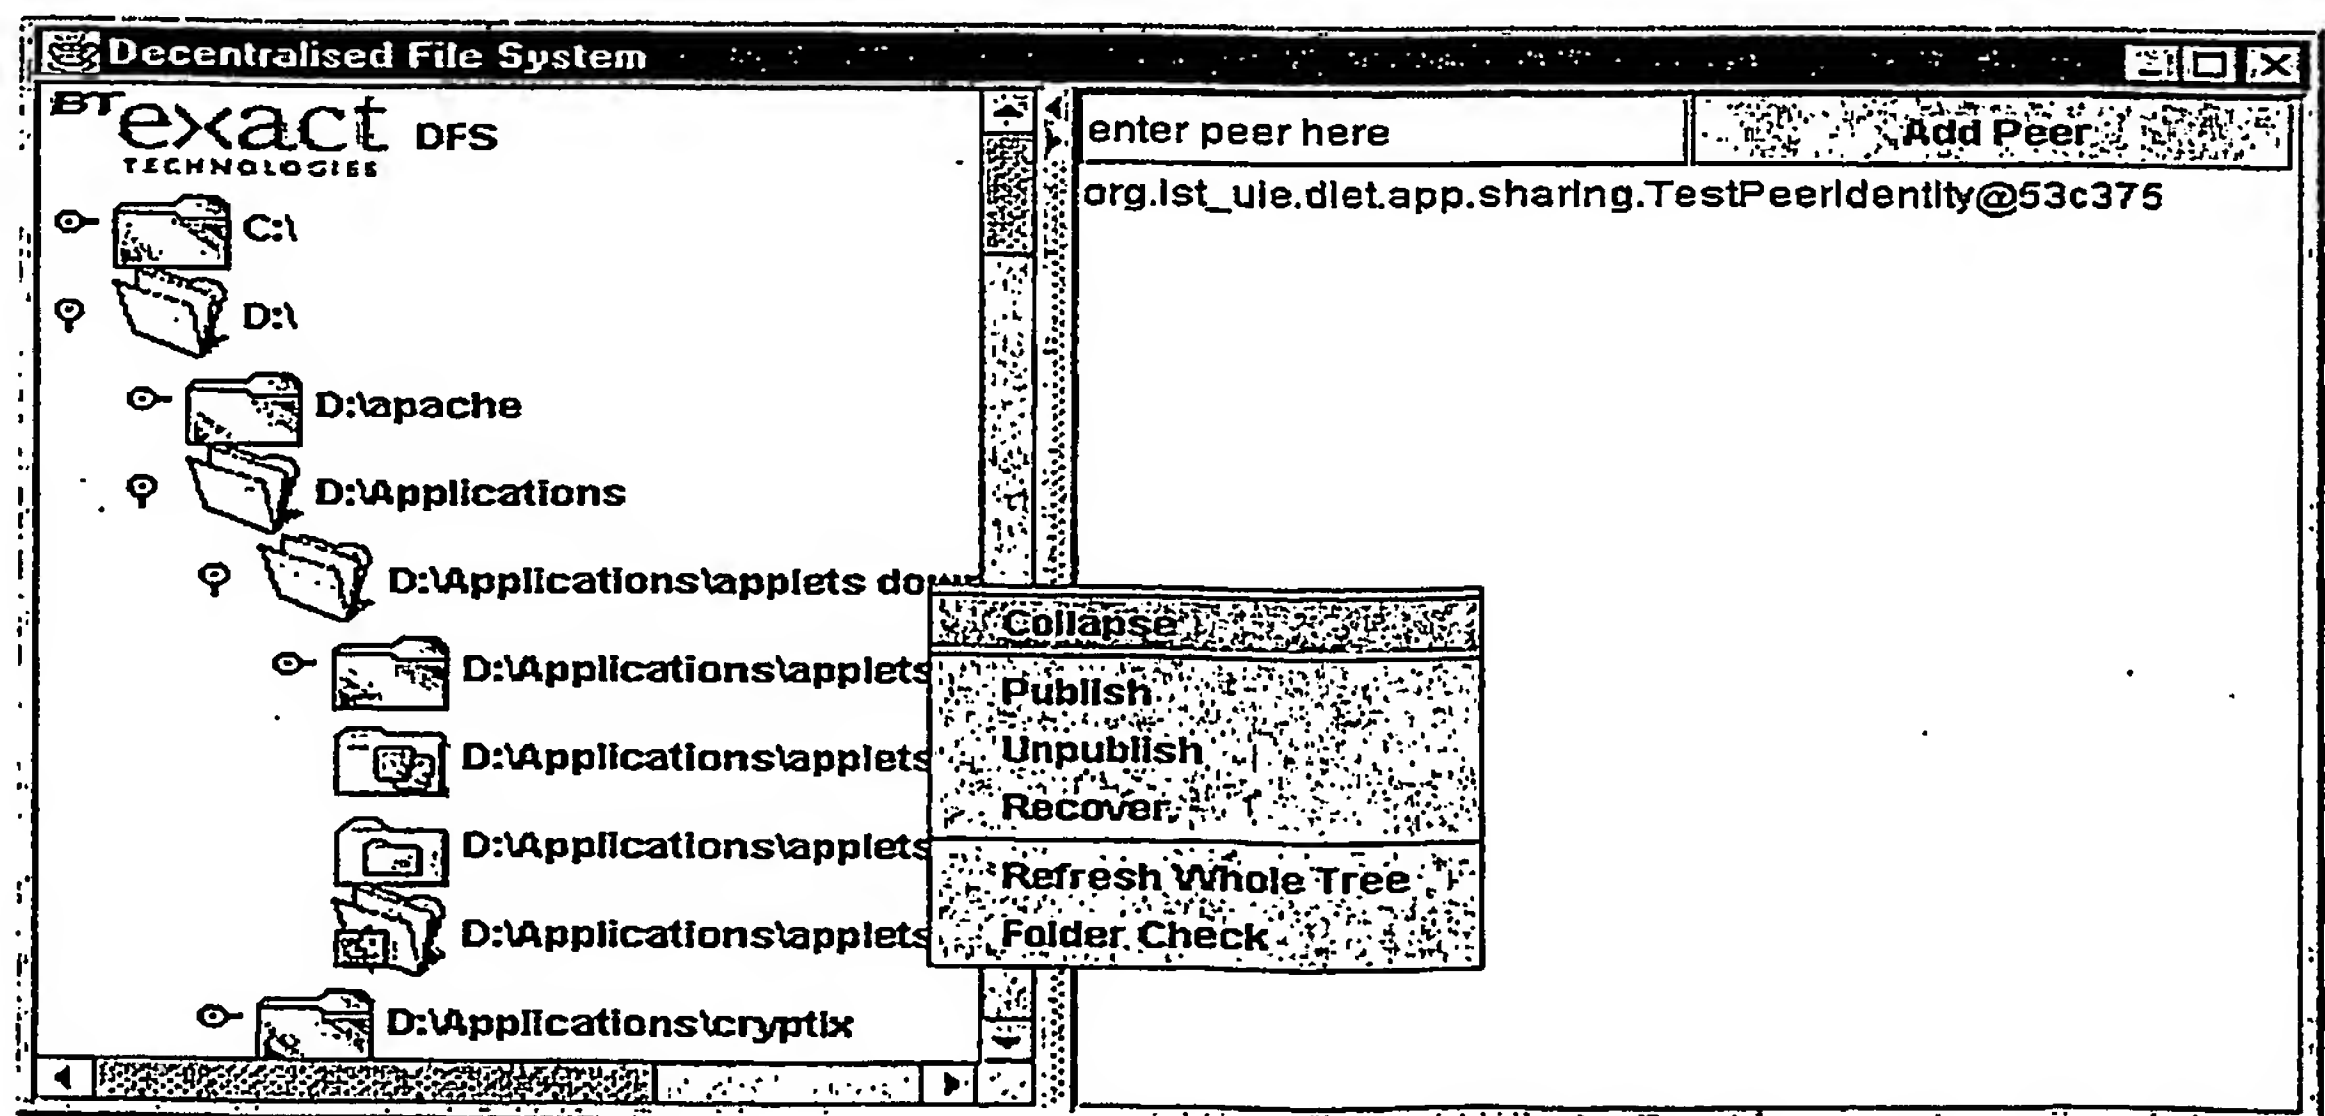 Decentralised File System
BT exact DFS
TECHNOLOGIES
enter peer here
Add Peer
org.ist_uie.diet.app.sharing.TestPeerIdentity@53c375
C:\
D:\
D:\apache
D:\Applications
D:\Applications\applets
D:\Applications\applets
D:\Applications\applets
D:\Applications\applets
D:\Applications\applets
D:\Applications\cryptix
Collapse
Publish
Unpublish
Recover
Refresh Whole Tree
Folder Check